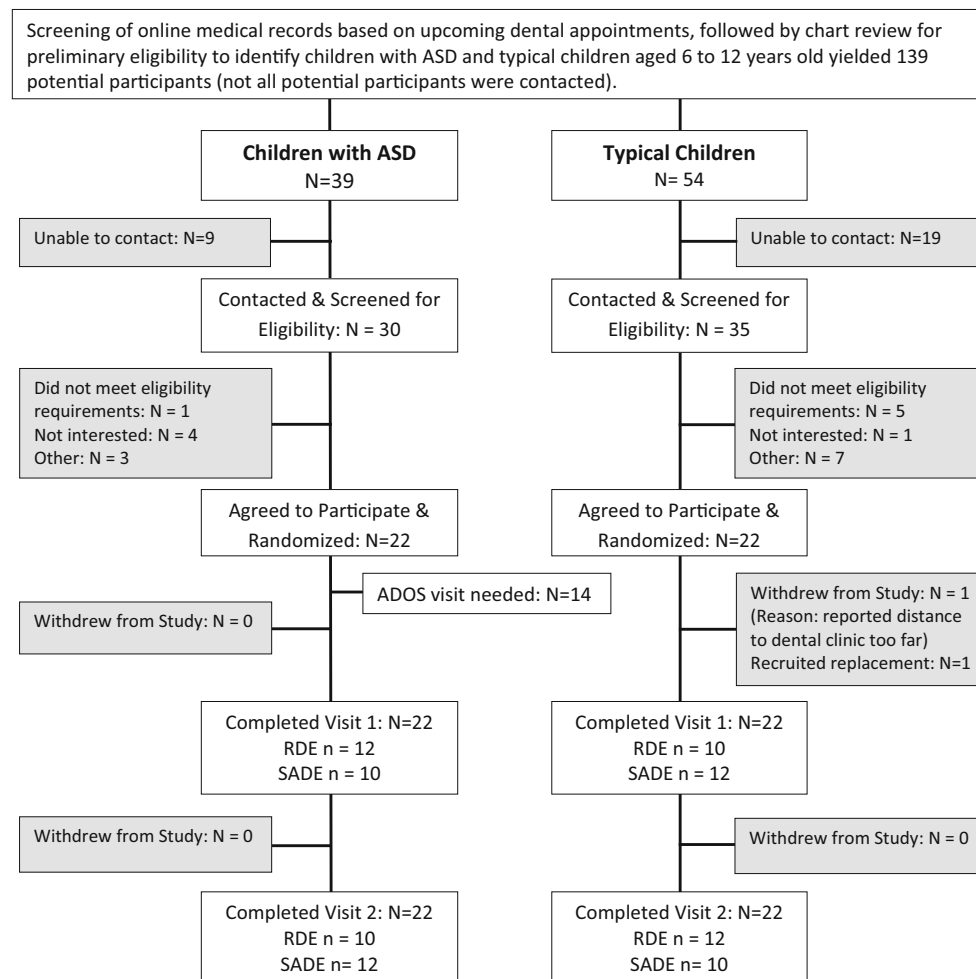 Screening of online medical records based on upcoming dental appointments, followed by chart review for
preliminary eligibility to identify children with ASD and typical children aged 6 to 12 years old yielded 139
potential participants (not all potential participants were contacted).
Children with ASD
N=39
Typical Children
N= 54
Unable to contact: N=9
Unable to contact: N=19
Contacted & Screened for
Eligibility: N = 30
Contacted & Screened for
Eligibility: N = 35
Did not meet eligibility
requirements: N = 1
Not interested: N = 4
Other: N = 3
Did not meet eligibility
requirements: N = 5
Not interested: N = 1
Other: N = 7
Agreed to Participate &
Randomized: N=22
Agreed to Participate &
Randomized: N=22
ADOS visit needed: N=14
Withdrew from Study: N = 0
Withdrew from Study: N = 1
(Reason: reported distance
to dental clinic too far)
Recruited replacement: N=1
Completed Visit 1: N=22
RDE n = 12
SADE n = 10
Completed Visit 1: N=22
RDE n = 10
SADE n = 12
Withdrew from Study: N = 0
Withdrew from Study: N = 0
Completed Visit 2: N=22
RDE n = 10
SADE n= 12
Completed Visit 2: N=22
RDE n = 12
SADE n= 10